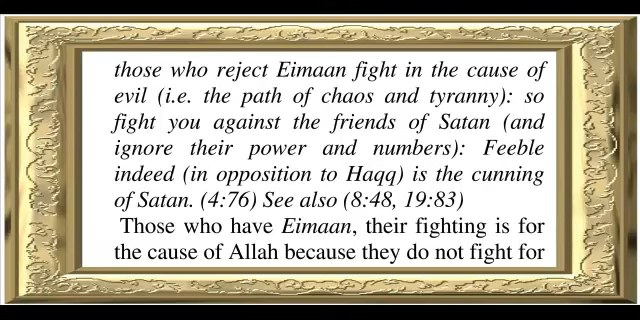 those who reject Eimaan fight in the cause of
evil (i.e. the path of chaos and tyranny): so
fight you against the friends of Satan (and
ignore their power and numbers): Feeble
indeed (in opposition to Haqq) is the cunning
of Satan. (4:76) See also (8:48, 19:83)
Those who have Eimaan, their fighting is for
the cause of Allah because they do not fight for